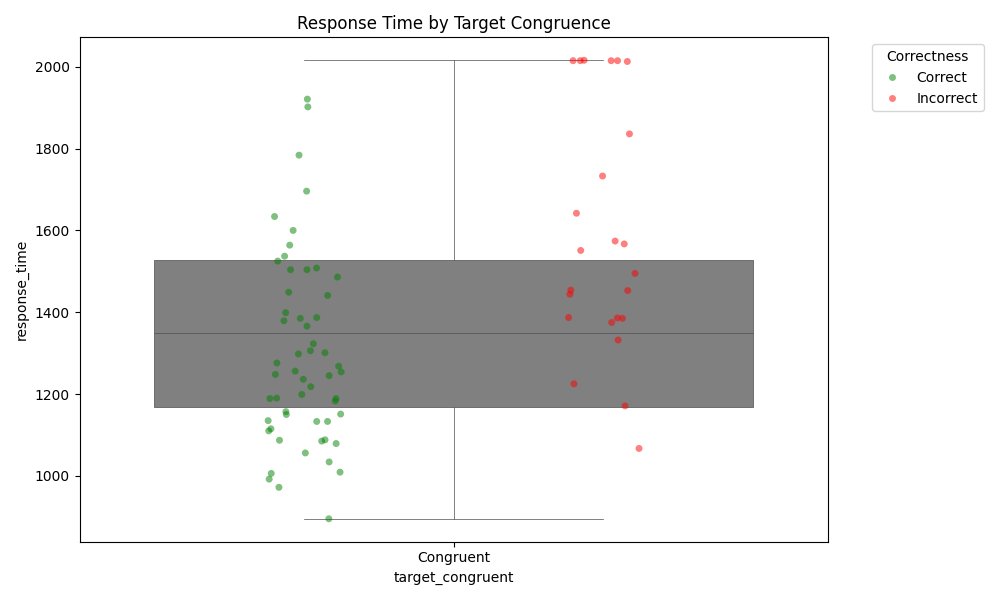 Response Time by Target Congruence
Correctness
Correct
Incorrect
response_time
2000
1800
1600
1400
1200
1000
Congruent
target_congruent